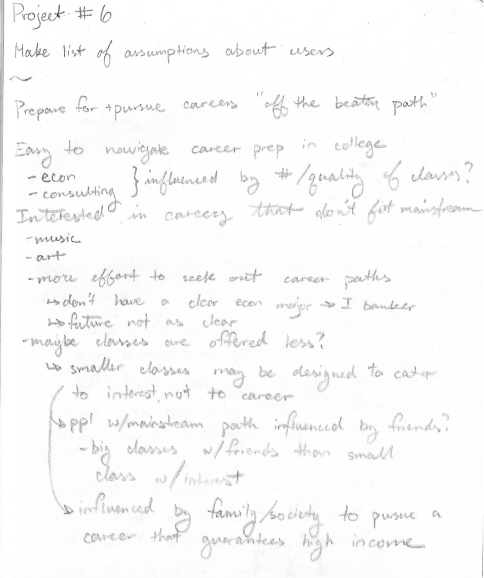 Project #6
Make list of assumptions about users
~
Prepare for + pursue careers "off the beaten path"
Easy to navigate career prep in college
- econ
- consulting } influenced by #/quality of classes?
Interested in careers that don't fit mainstream
- music
- art
- more effort to seek out career paths
↳ don't have a clear econ major → I banker
↳ future not as clear
- maybe classes are offered less?
↳ smaller classes may be designed to cater
to interest, not to career
↳ ppl w/mainsteam path influenced by friends?
- big classes w/friends than small
class w/interest
↳ influenced by family/society to pursue a
career that guarantees high income